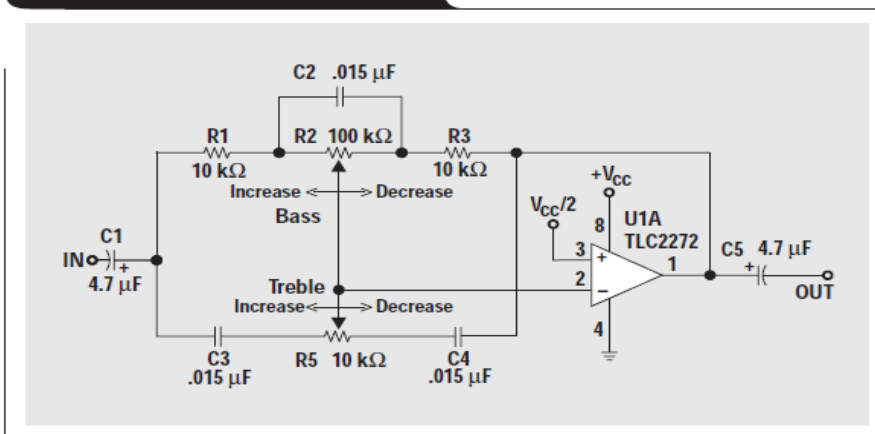 C2 .015 µF
R1
R2 100 kΩ
R3
10 kΩ
10 kΩ
Increase
Decrease
Bass
+VCC
VCC/2
8
U1A
TLC2272
C1
IN
+
4.7 µF
3
+
2
−
1
C5 4.7 µF
+
OUT
Treble
Increase
Decrease
4
C3
.015 µF
R5 10 kΩ
C4
.015 µF